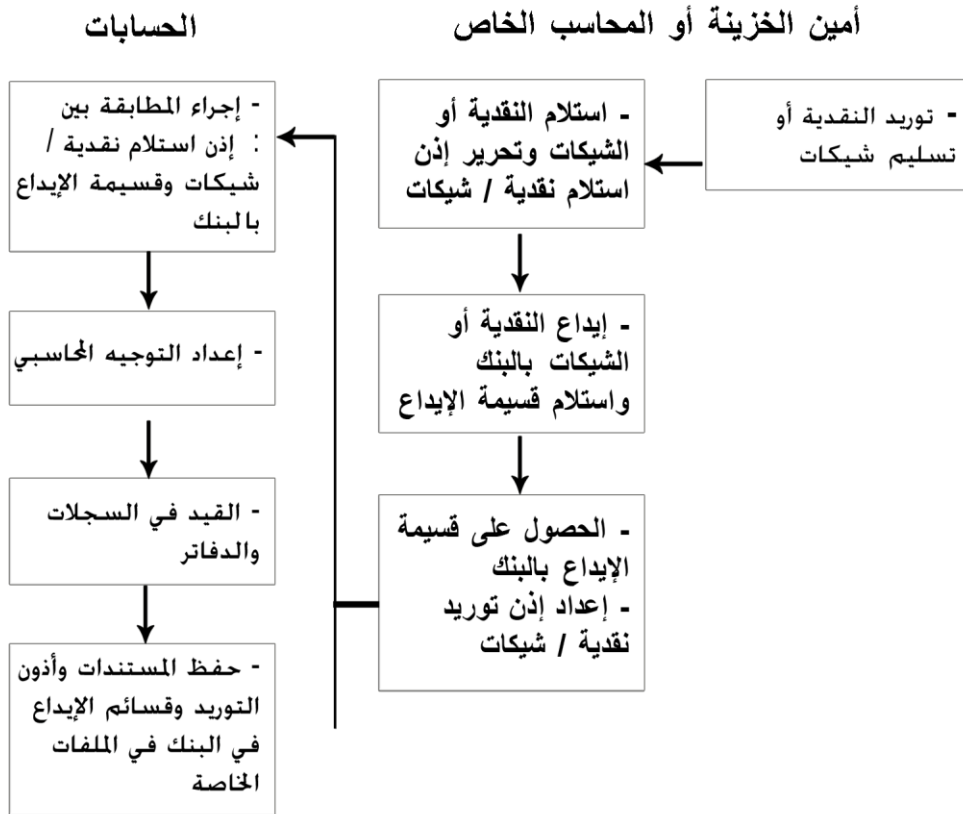 أمين الخزينة أو المحاسب الخاص
الحسابات
- توريد النقدية أو
تسليم شيكات
- استلام النقدية أو
الشيكات وتحرير إذن
استلام نقدية / شيكات
- إيداع النقدية أو
الشيكات بالبنك
واستلام قسيمة الإيداع
- الحصول على قسيمة
الإيداع بالبنك
- إعداد إذن توريد
نقدية / شيكات
- إجراء المطابقة بين
: إذن استلام نقدية /
شيكات وقسيمة الإيداع
بالبنك
- إعداد التوجيه المحاسبي
- القيد في السجلات
والدفاتر
- حفظ المستندات وأذون
التوريد وقسائم الإيداع
في البنك في الملفات
الخاصة